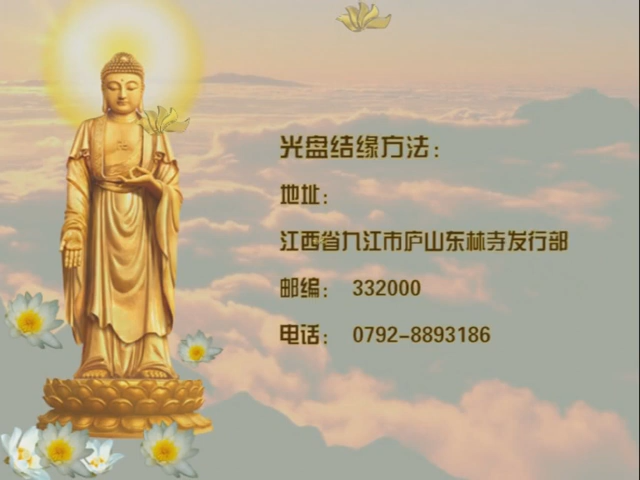 光盘结缘方法：
地址：
江西省九江市庐山东林寺发行部
邮编： 332000
电话： 0792-8893186